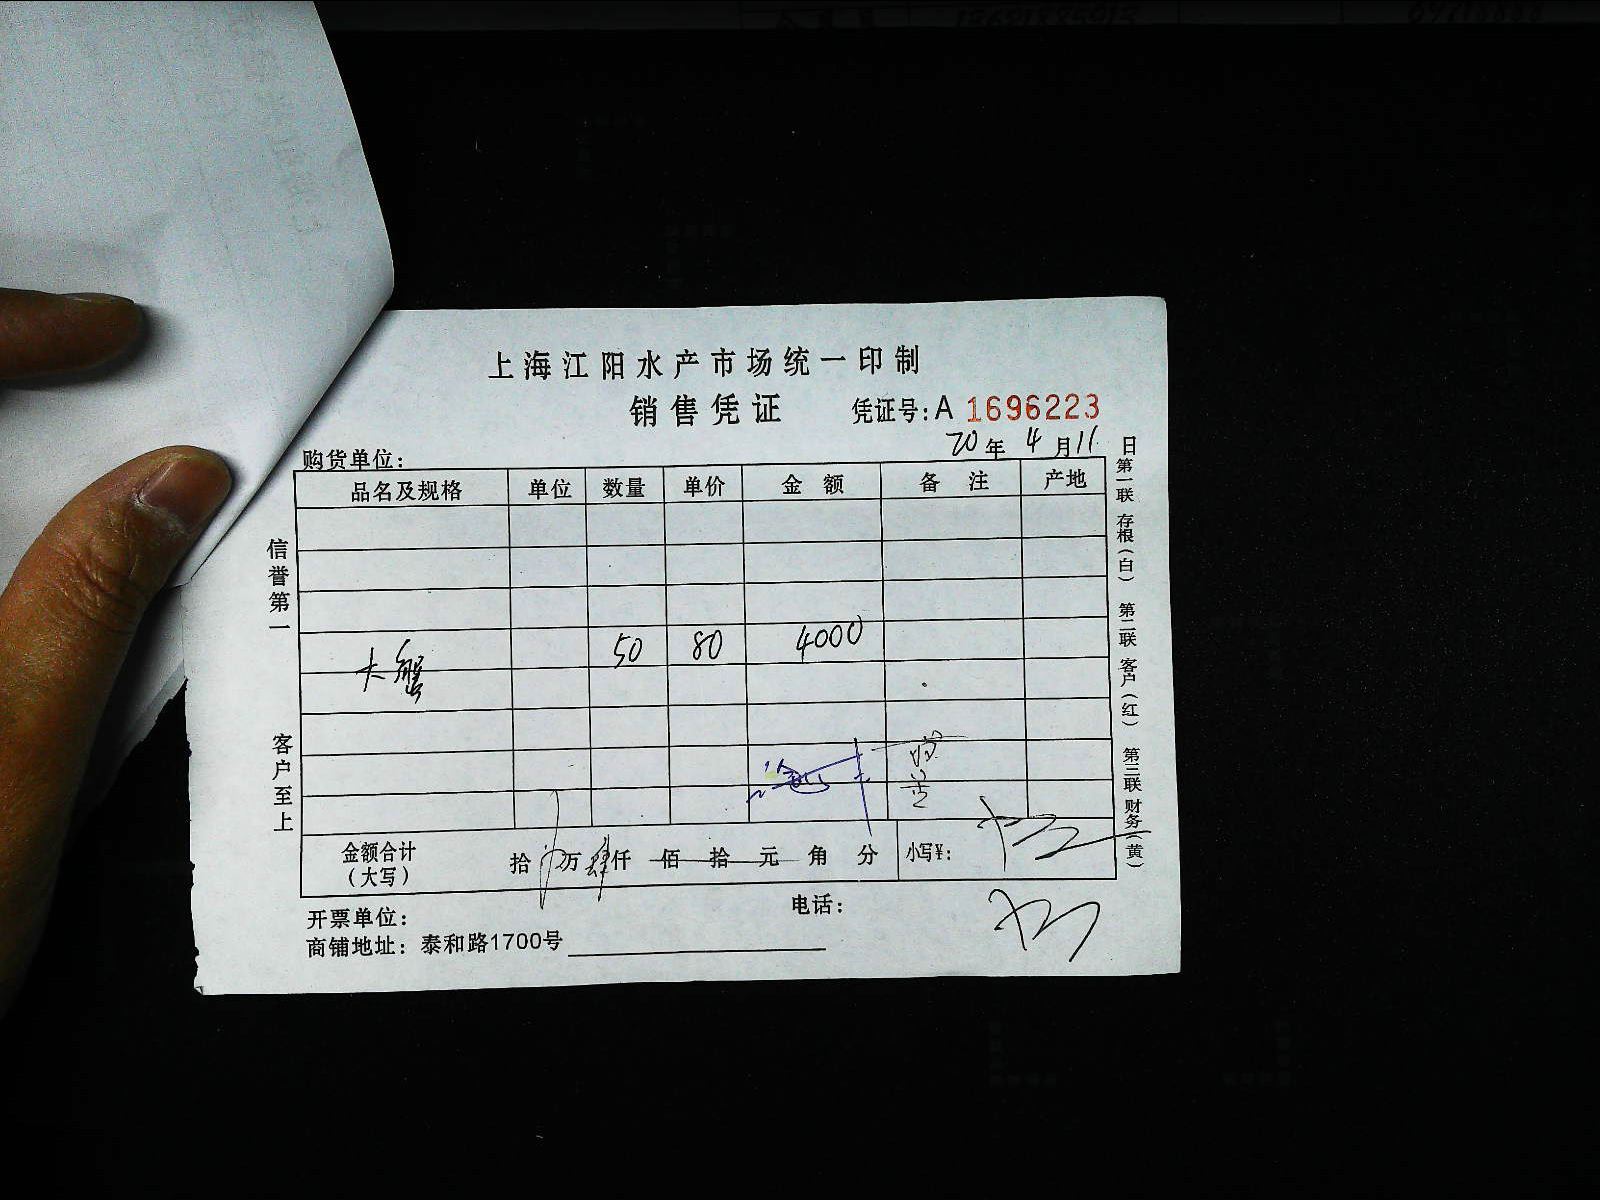 上海江阳水产市场统一印制
销售凭证 凭证号:A 1696223
20年 4月11日
购货单位:
品名及规格 单位 数量 单价 金额 备注 产地
大蟹 50 80 4000
金额合计(大写) 拾 万肆仟 佰 拾 元 角 分 小写¥:
开票单位: 电话:
商铺地址: 泰和路1700号
信誉第一
客户至上
第一联 存根(白) 第二联 客户(红) 第三联 财务(黄)